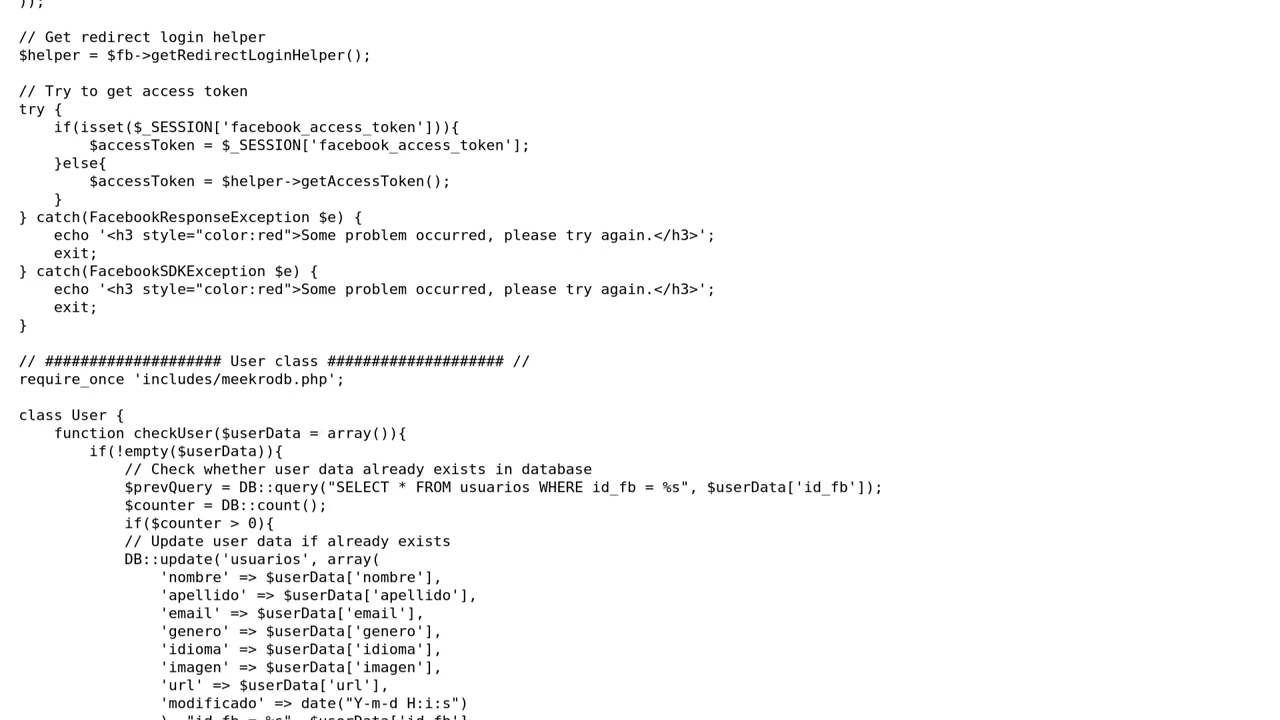 ));

// Get redirect login helper
$helper = $fb->getRedirectLoginHelper();

// Try to get access token
try {
    if(isset($_SESSION['facebook_access_token'])){
        $accessToken = $_SESSION['facebook_access_token'];
    }else{
        $accessToken = $helper->getAccessToken();
    }
} catch(FacebookResponseException $e) {
    echo '<h3 style="color:red">Some problem occurred, please try again.</h3>';
    exit;
} catch(FacebookSDKException $e) {
    echo '<h3 style="color:red">Some problem occurred, please try again.</h3>';
    exit;
}

// #################### User class #################### //
require_once 'includes/meekrodb.php';

class User {
    function checkUser($userData = array()){
        if(!empty($userData)){
            // Check whether user data already exists in database
            $prevQuery = DB::query("SELECT * FROM usuarios WHERE id_fb = %s", $userData['id_fb']);
            $counter = DB::count();
            if($counter > 0){
            // Update user data if already exists
            DB::update('usuarios', array(
                'nombre' => $userData['nombre'],
                'apellido' => $userData['apellido'],
                'email' => $userData['email'],
                'genero' => $userData['genero'],
                'idioma' => $userData['idioma'],
                'imagen' => $userData['imagen'],
                'url' => $userData['url'],
                'modificado' => date("Y-m-d H:i:s")
                ), "id_fb = %s", $userData['id_fb']